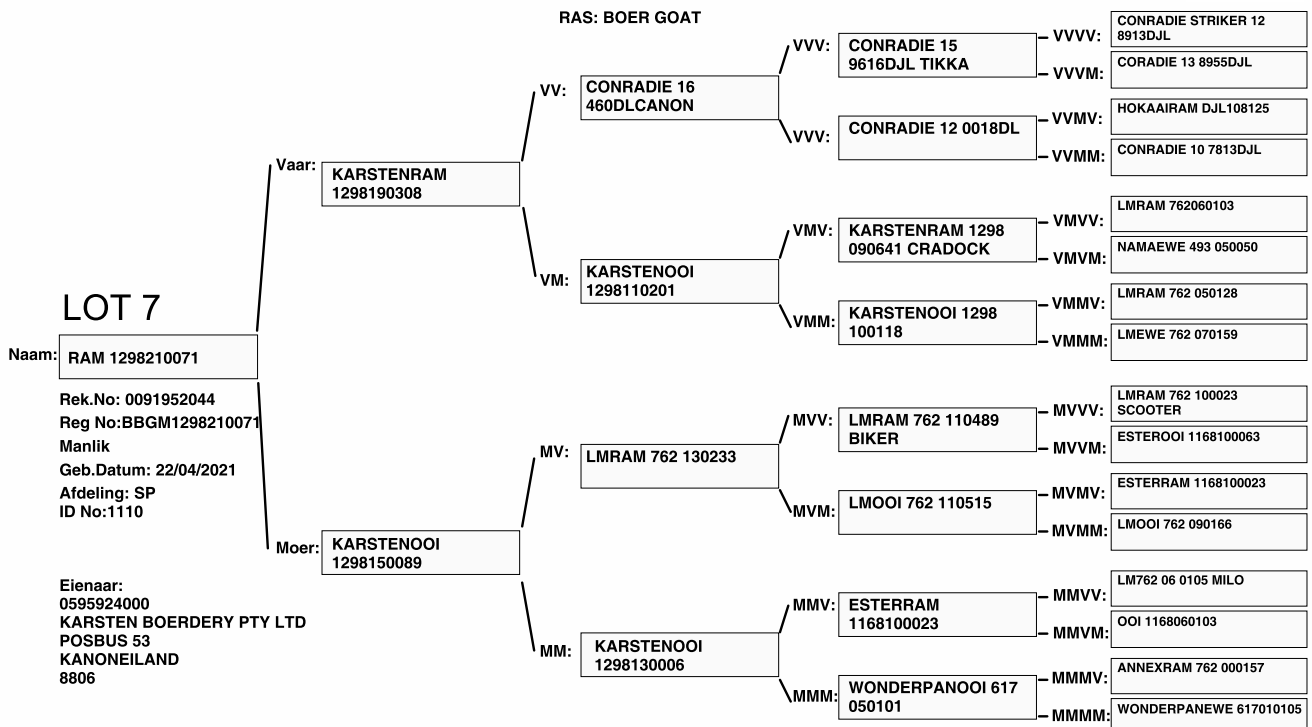 RAS: BOER GOAT
LOT 7
Naam:
RAM 1298210071
Rek.No: 0091952044
Reg No:BBGM1298210071
Manlik
Geb.Datum: 22/04/2021
Afdeling: SP
ID No:1110
Eienaar:
0595924000
KARSTEN BOERDERY PTY LTD
POSBUS 53
KANONEILAND
8806
Vaar:
KARSTENRAM
1298190308
Moer:
KARSTENOOI
1298150089
VV:
CONRADIE 16
460DLCANON
VM:
KARSTENOOI
1298110201
MV:
LMRAM 762 130233
MM:
KARSTENOOI
1298130006
VVV:
CONRADIE 15
9616DJL TIKKA
VVV:
CONRADIE 12 0018DL
VMV:
KARSTENRAM 1298
090641 CRADOCK
VMM:
KARSTENOOI 1298
100118
MVV:
LMRAM 762 110489
BIKER
MVM:
LMOOI 762 110515
MMV:
ESTERRAM
1168100023
MMM:
WONDERPANOOI 617
050101
VVVV:
CONRADIE STRIKER 12
8913DJL
VVVM:
CORADIE 13 8955DJL
VVMV:
HOKAAIRAM DJL108125
VVMM:
CONRADIE 10 7813DJL
VMVV:
LMRAM 762060103
VMVM:
NAMAEWE 493 050050
VMMV:
LMRAM 762 050128
VMMM:
LMEWE 762 070159
MVVV:
LMRAM 762 100023
SCOOTER
MVVM:
ESTEROOI 1168100063
MVMV:
ESTERRAM 1168100023
MVMM:
LMOOI 762 090166
MMVV:
LM762 06 0105 MILO
MMVM:
OOI 1168060103
MMMV:
ANNEXRAM 762 000157
MMMM:
WONDERPANEWE 617010105